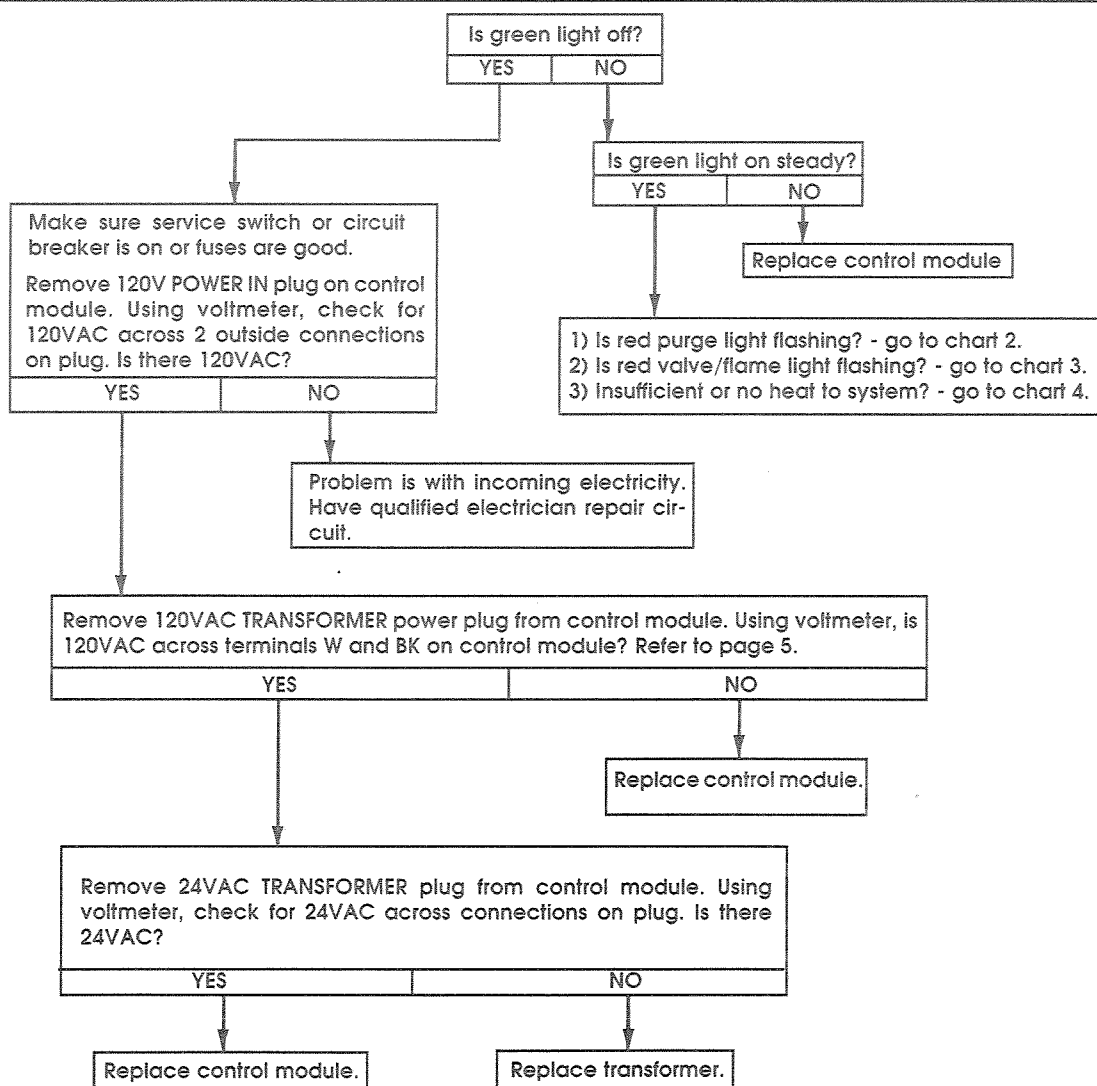 Is green light off?
YES
NO
Is green light on steady?
YES
NO
Replace control module
1) Is red purge light flashing? - go to chart 2.
2) Is red valve/flame light flashing? - go to chart 3.
3) Insufficient or no heat to system? - go to chart 4.
Make sure service switch or circuit
breaker is on or fuses are good.
Remove 120V POWER IN plug on control
module. Using voltmeter, check for
120VAC across 2 outside connections
on plug. Is there 120VAC?
YES
NO
Problem is with incoming electricity.
Have qualified electrician repair cir-
cuit.
Remove 120VAC TRANSFORMER power plug from control module. Using voltmeter, is
120VAC across terminals W and BK on control module? Refer to page 5.
YES
NO
Replace control module.
Remove 24VAC TRANSFORMER plug from control module. Using
voltmeter, check for 24VAC across connections on plug. Is there
24VAC?
YES
NO
Replace control module.
Replace transformer.